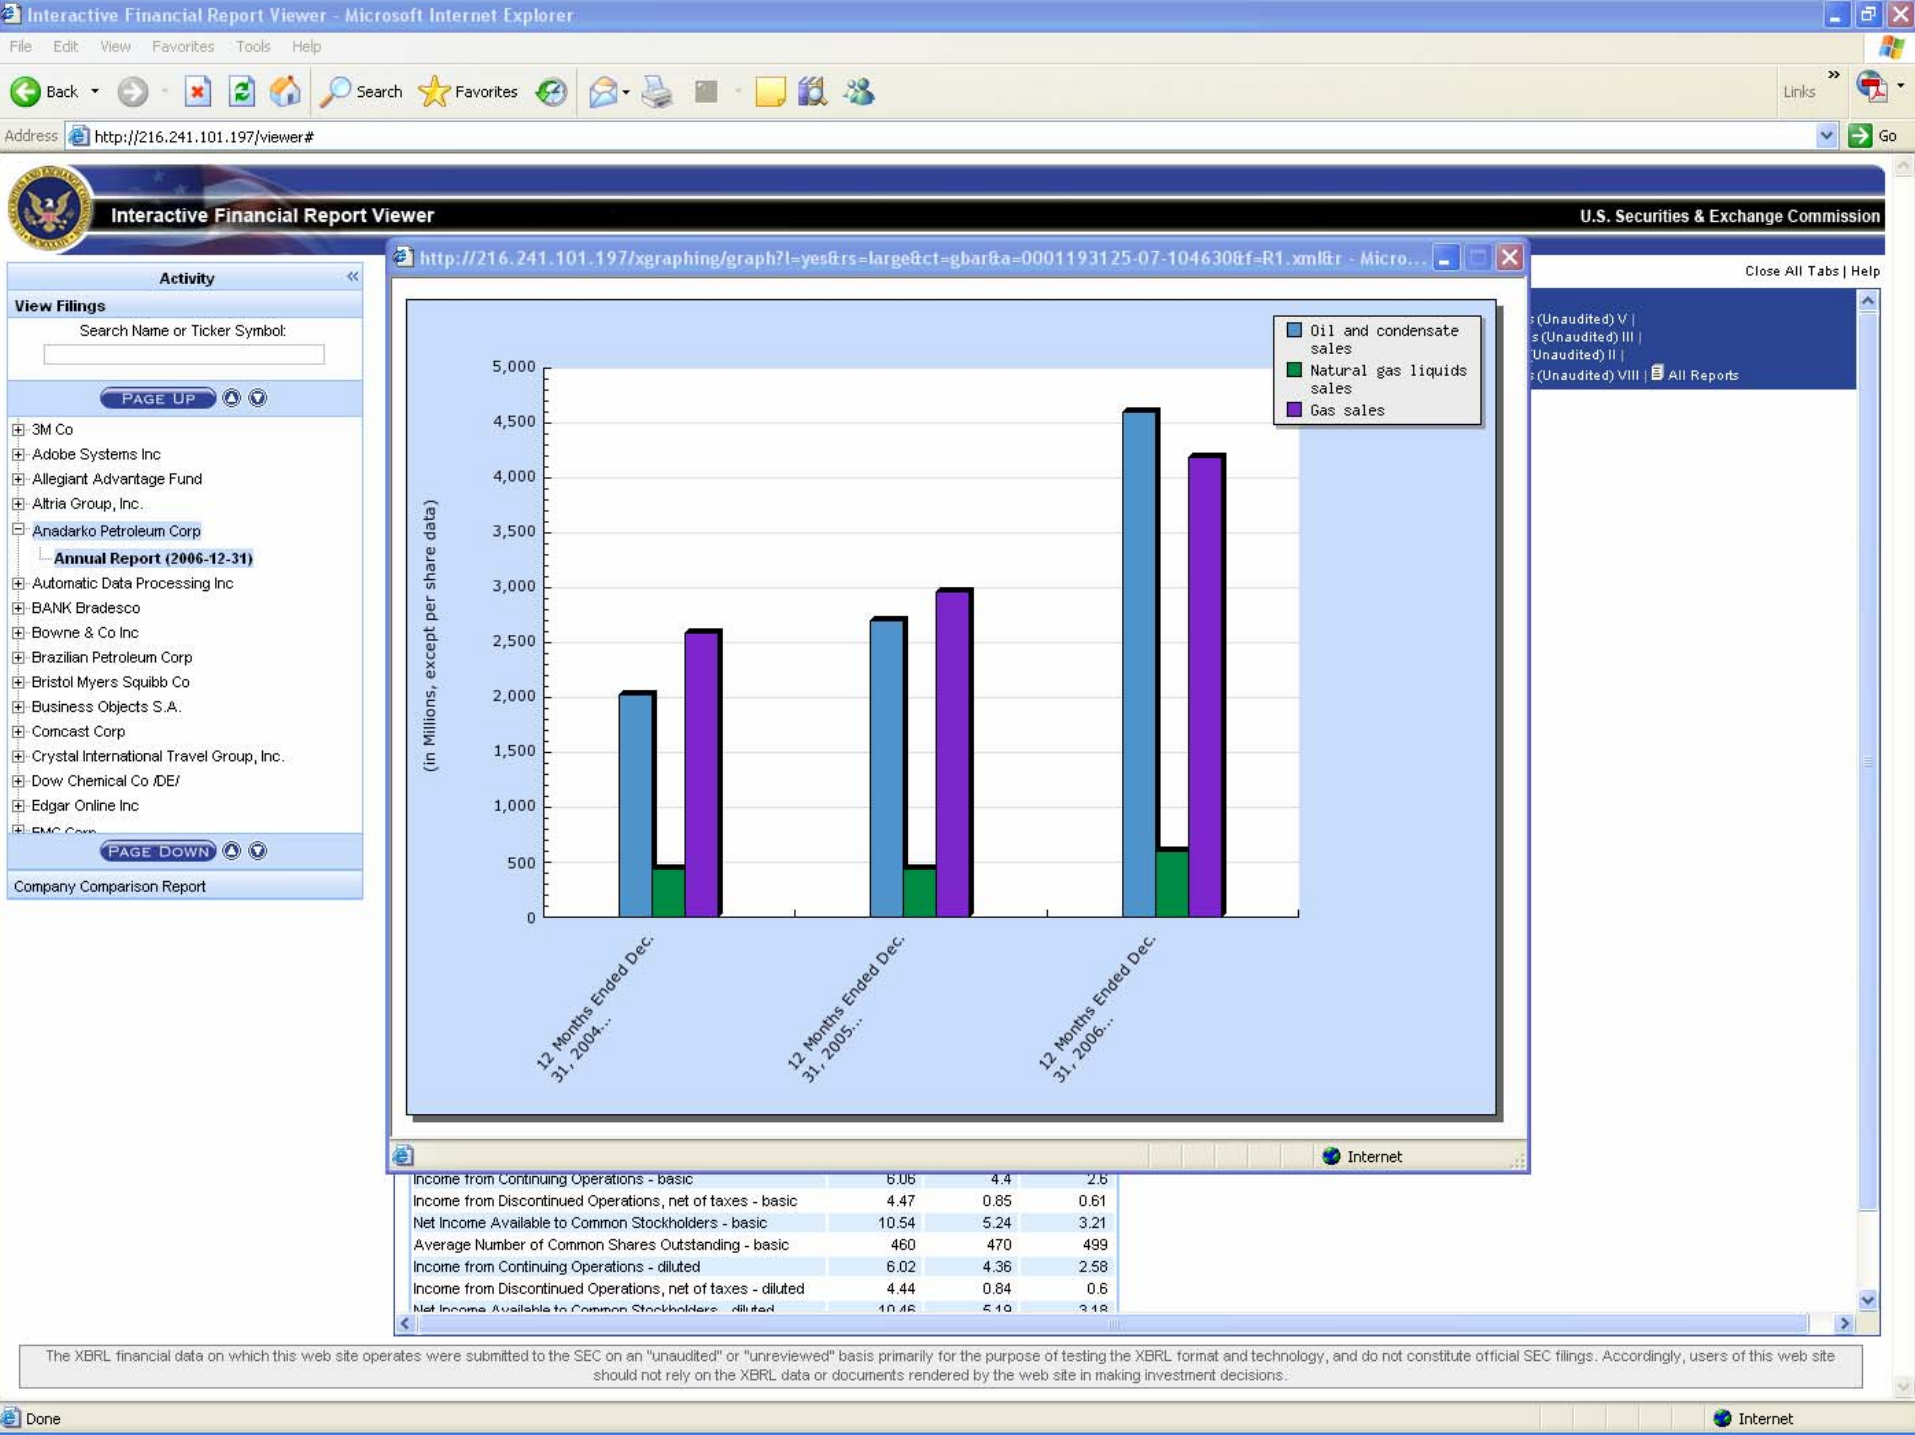 Interactive Financial Report Viewer - Microsoft Internet Explorer
File Edit View Favorites Tools Help
Back Search Favorites Links »
Address http://216.241.101.197/viewer# Go
Interactive Financial Report Viewer U.S. Securities & Exchange Commission
Close All Tabs | Help
Activity «
View Filings
Search Name or Ticker Symbol:
PAGE UP
3M Co
Adobe Systems Inc
Allegiant Advantage Fund
Altria Group, Inc.
Anadarko Petroleum Corp
Annual Report (2006-12-31)
Automatic Data Processing Inc
BANK Bradesco
Bowne & Co Inc
Brazilian Petroleum Corp
Bristol Myers Squibb Co
Business Objects S.A.
Comcast Corp
Crystal International Travel Group, Inc.
Dow Chemical Co /DE/
Edgar Online Inc
EMC Corp
PAGE DOWN
Company Comparison Report
http://216.241.101.197/xgraphing/graph?l=yes&rs=large&ct=gbar&a=0001193125-07-104630&f=R1.xml&r - Micro...
(Unaudited) V |
s (Unaudited) III |
(Unaudited) II |
(Unaudited) VIII | All Reports
Oil and condensate
sales
Natural gas liquids
sales
Gas sales
(in Millions, except per share data)
5,000
4,500
4,000
3,500
3,000
2,500
2,000
1,500
1,000
500
0
12 Months Ended Dec.
31, 2004...
12 Months Ended Dec.
31, 2005...
12 Months Ended Dec.
31, 2006...
Internet
Income from Continuing Operations - basic 6.06 4.4 2.6
Income from Discontinued Operations, net of taxes - basic 4.47 0.85 0.61
Net Income Available to Common Stockholders - basic 10.54 5.24 3.21
Average Number of Common Shares Outstanding - basic 460 470 499
Income from Continuing Operations - diluted 6.02 4.36 2.58
Income from Discontinued Operations, net of taxes - diluted 4.44 0.84 0.6
Net Income Available to Common Stockholders - diluted 10.46 5.19 3.18
The XBRL financial data on which this web site operates were submitted to the SEC on an "unaudited" or "unreviewed" basis primarily for the purpose of testing the XBRL format and technology, and do not constitute official SEC filings. Accordingly, users of this web site
should not rely on the XBRL data or documents rendered by the web site in making investment decisions.
Done Internet